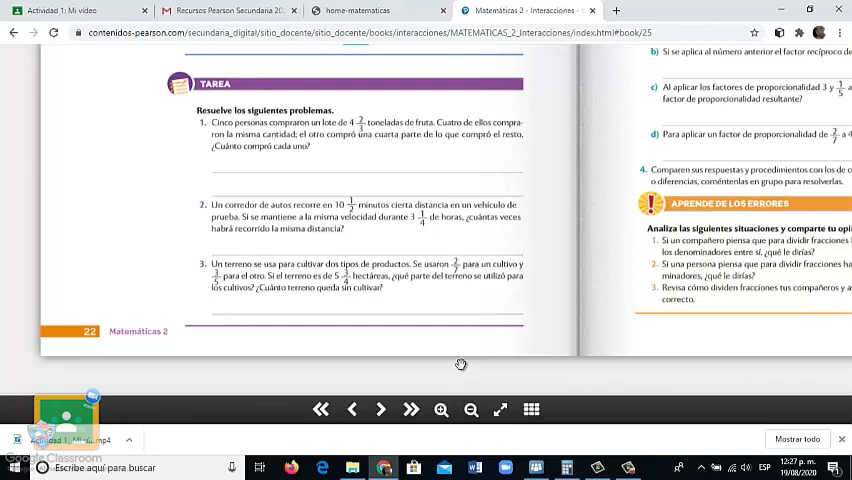 Actividad 1: Mi vídeo
Recursos Pearson Secundaria 202
home-matematicas
Matemáticas 2 - Interacciones - t
contenidos-pearson.com/secundaria_digital/sitio_docente/sitio_docente/books/interacciones/MATEMATICAS_2_Interacciones/index.html#book/25
TAREA
Resuelve los siguientes problemas.
1. Cinco personas compraron un lote de 4 2/3 toneladas de fruta. Cuatro de ellos compra-
ron la misma cantidad; el otro compró una cuarta parte de lo que compró el resto.
¿Cuánto compró cada uno?
2. Un corredor de autos recorre en 10 1/2 minutos cierta distancia en un vehículo de
prueba. Si se mantiene a la misma velocidad durante 3 1/4 de horas, ¿cuántas veces
habrá recorrido la misma distancia?
3. Un terreno se usa para cultivar dos tipos de productos. Se usaron 2/7 para un cultivo y
3/5 para el otro. Si el terreno es de 5 3/4 hectáreas, ¿qué parte del terreno se utilizó para
los cultivos? ¿Cuánto terreno queda sin cultivar?
22 Matemáticas 2
b) Si se aplica al número anterior el factor recíproco de
c) Al aplicar los factores de proporcionalidad 3 y 1/5 a
factor de proporcionalidad resultante?
d) Para aplicar un factor de proporcionalidad de 2/7 a 4
4. Comparen sus respuestas y procedimientos con los de o
o diferencias, coméntenlas en grupo para resolverlas.
APRENDE DE LOS ERRORES
Analiza las siguientes situaciones y comparte tu opi
1. Si un compañero piensa que para dividir fracciones
los denominadores entre sí, ¿qué le dirías?
2. Si una persona piensa que para dividir fracciones ha
minadores, ¿qué le dirías?
3. Revisa cómo dividen fracciones tus compañeros y a
correcto.
Actividad 1_ Mi ví....mp4
Mostrar todo
Google Classroom
Escribe aquí para buscar
ESP
12:27 p. m.
19/08/2020